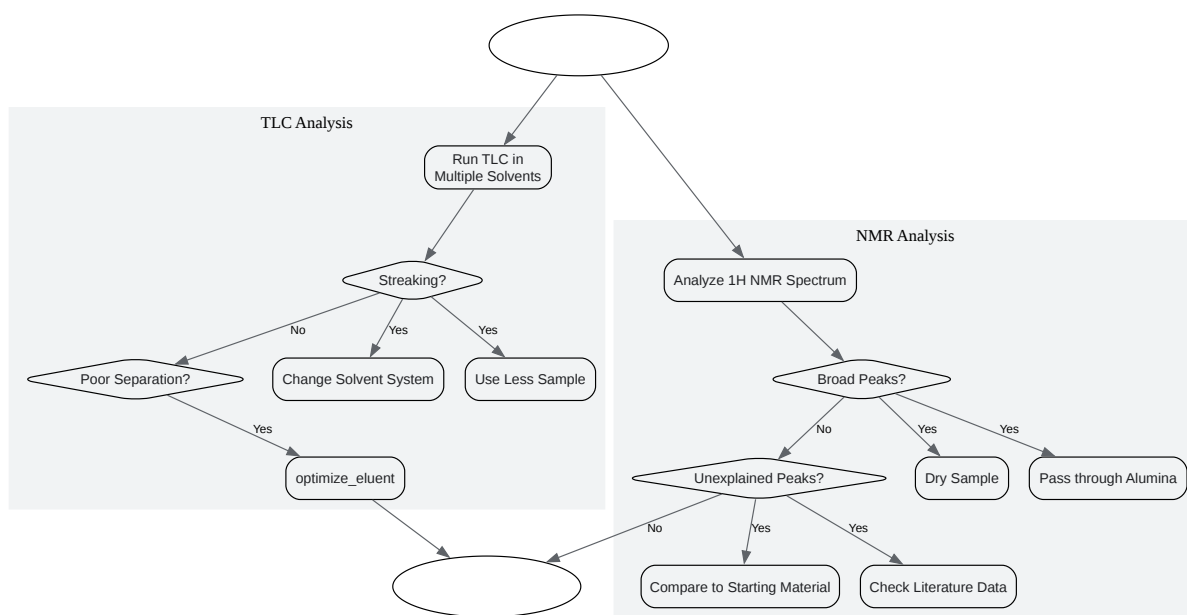 TLC Analysis
Run TLC in
Multiple Solvents
Streaking?
No
Yes
Yes
Poor Separation?
Change Solvent System
Use Less Sample
Yes
optimize_eluent
NMR Analysis
Analyze 1H NMR Spectrum
Broad Peaks?
No
Yes
Yes
Unexplained Peaks?
Dry Sample
Pass through Alumina
No
Yes
Yes
Compare to Starting Material
Check Literature Data